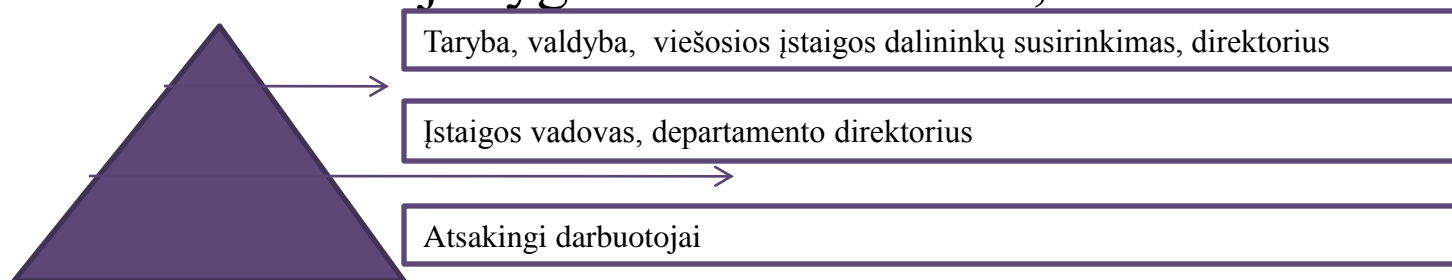 Taryba, valdyba, viešosios įstaigos dalininkų susirinkimas, direktorius
Įstaigos vadovas, departamento direktorius
Atsakingi darbuotojai